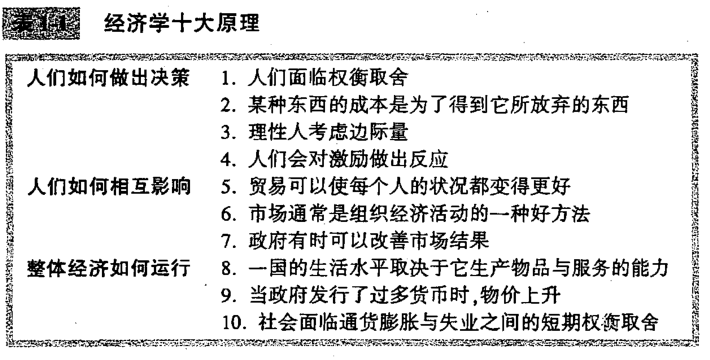 表1-1 经济学十大原理
人们如何做出决策 1. 人们面临权衡取舍
2. 某种东西的成本是为了得到它所放弃的东西
3. 理性人考虑边际量
4. 人们会对激励做出反应
人们如何相互影响 5. 贸易可以使每个人的状况都变得更好
6. 市场通常是组织经济活动的一种好方法
7. 政府有时可以改善市场结果
整体经济如何运行 8. 一国的生活水平取决于它生产物品与服务的能力
9. 当政府发行了过多货币时,物价上升
10. 社会面临通货膨胀与失业之间的短期权衡取舍